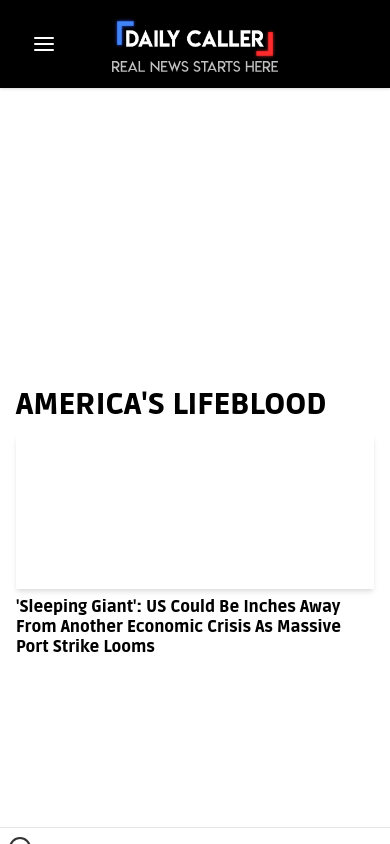 DAILY CALLER
REAL NEWS STARTS HERE
AMERICA'S LIFEBLOOD
'Sleeping Giant': US Could Be Inches Away
From Another Economic Crisis As Massive
Port Strike Looms